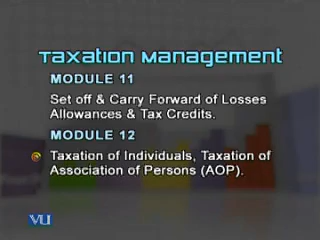 Taxation Management
MODULE 11
Set off & Carry Forward of Losses
Allowances & Tax Credits.
MODULE 12
Taxation of Individuals, Taxation of
Association of Persons (AOP).
VU